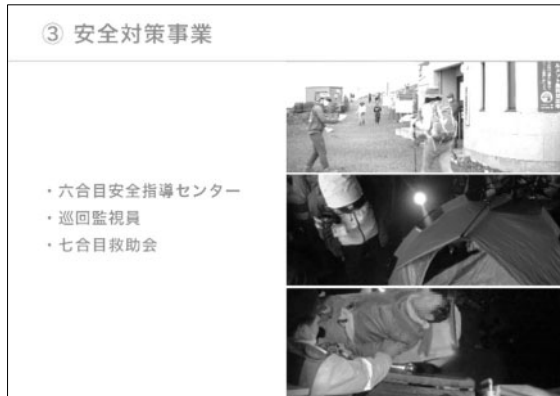 ③ 安全対策事業
・六合目安全指導センター
・巡回監視員
・七合目救助会